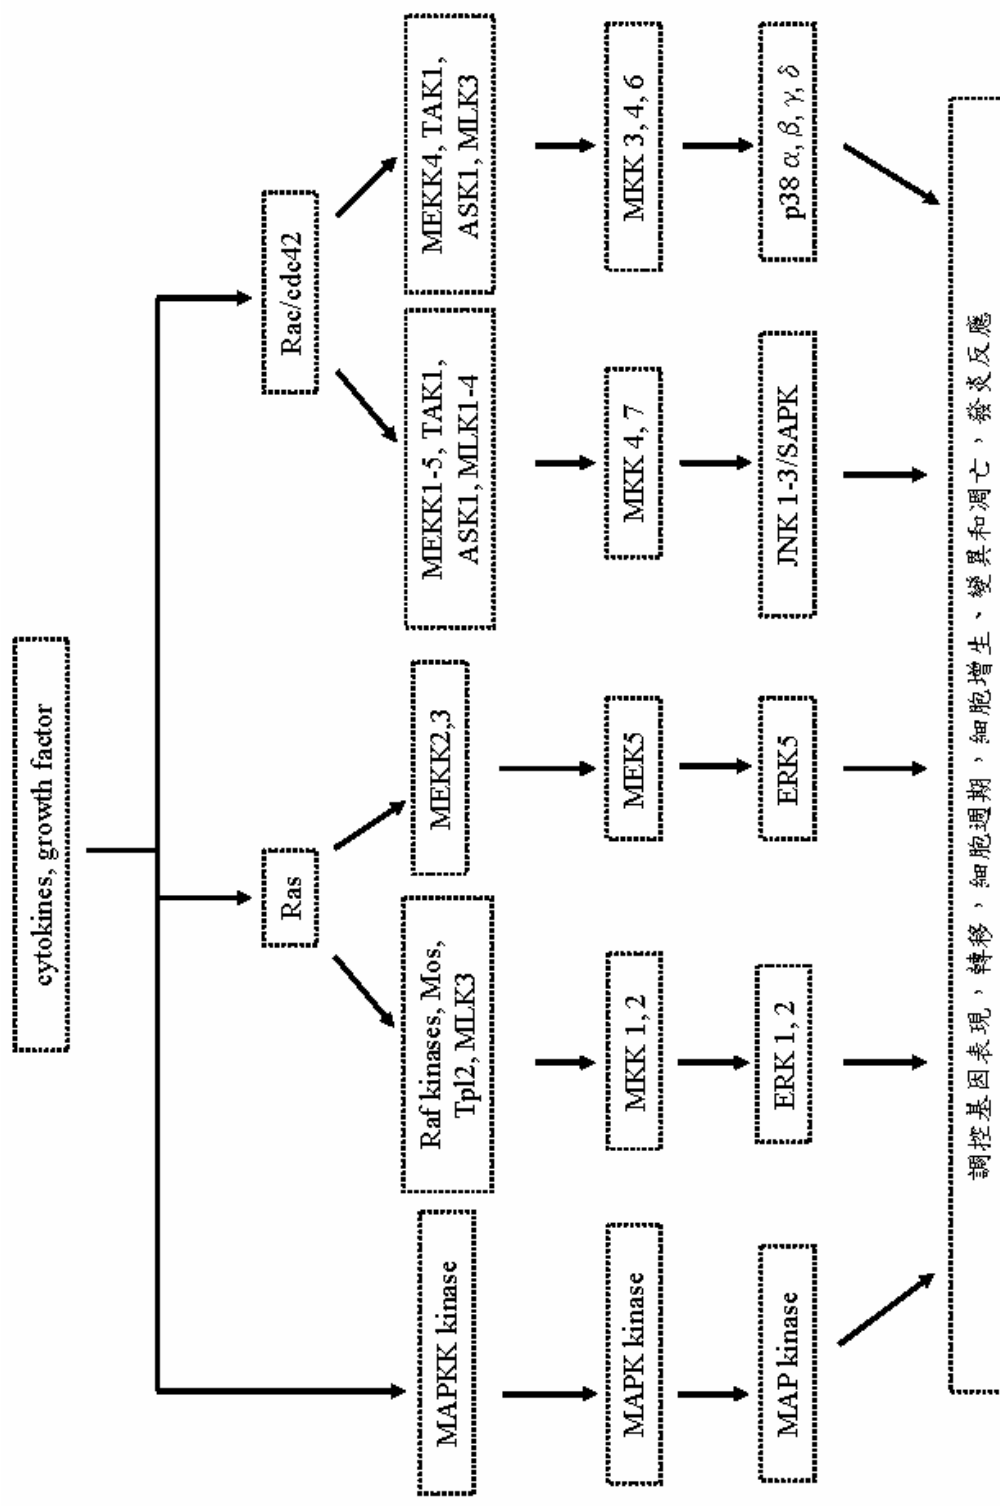 cytokines, growth factor
Ras
Rac/cdc42
MAPKK kinase
Raf kinases, Mos,
Tpl2, MLK3
MEKK2,3
MEKK1-5, TAK1,
ASK1, MLK1-4
MEKK4, TAK1,
ASK1, MLK3
MAPK kinase
MKK 1, 2
MEK5
MKK 4, 7
MKK 3, 4, 6
MAP kinase
ERK 1, 2
ERK5
JNK 1-3/SAPK
p38 α, β, γ, δ
調控基因表現，轉移，細胞週期，細胞增生、變異和凋亡，發炎反應